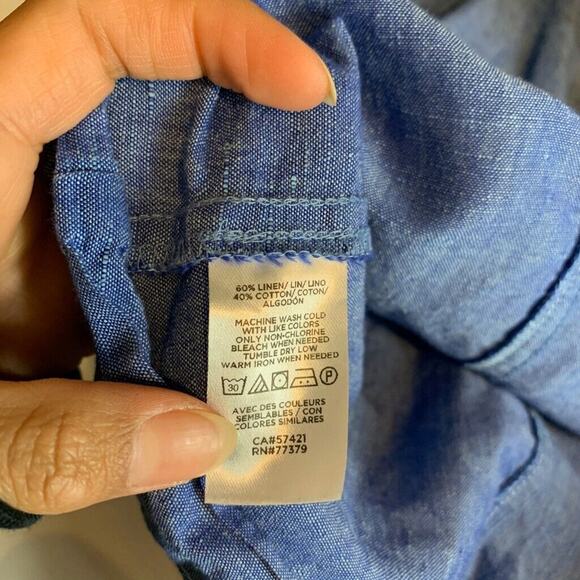 60% LINEN/LIN/LINO
40% COTTON/COTON/
ALGODÓN
MACHINE WASH COLD
WITH LIKE COLORS
ONLY NON-CHLORINE
BLEACH WHEN NEEDED
TUMBLE DRY LOW
WARM IRON WHEN NEEDED
30 P
AVEC DES COULEURS
SEMBLABLES / CON
COLORES SIMILARES
CA#57421
RN#77379